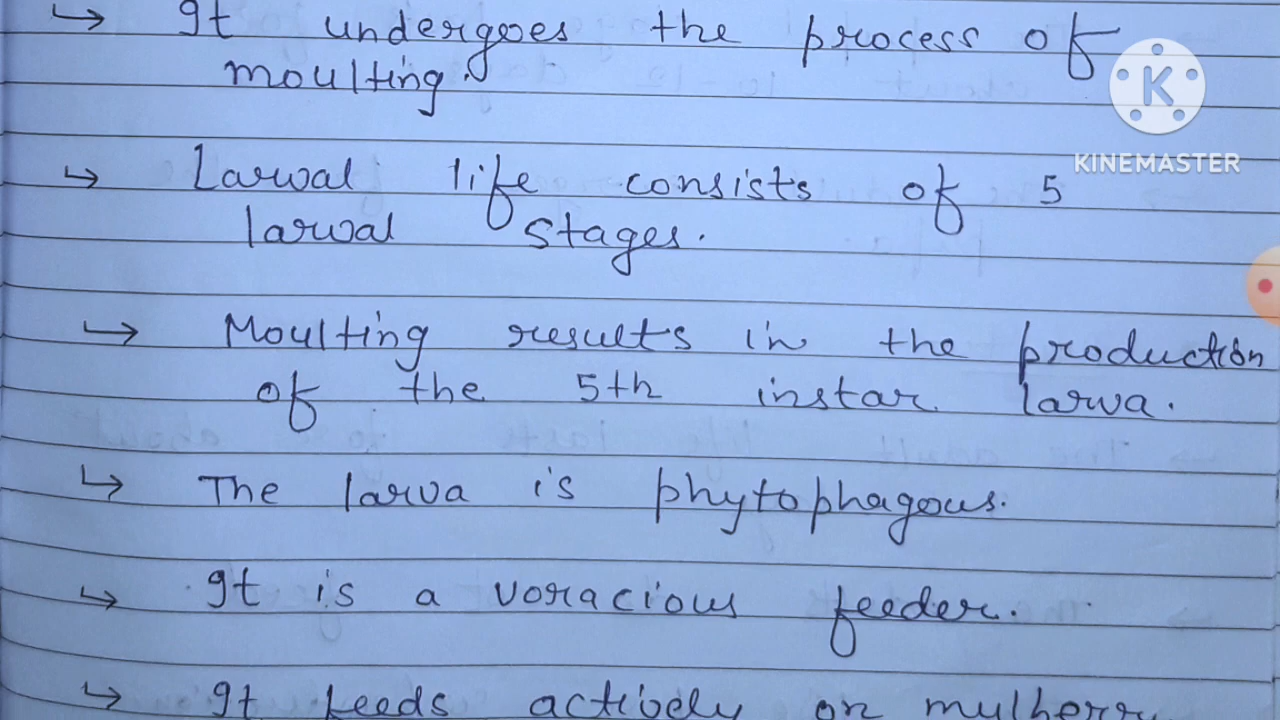 ↳ It undergoes the process of
moulting.
K
KINEMASTER
↳ Larval life consists of 5
larval stages.
↳ Moulting results in the production
of the 5th instar larva.
↳ The larva is phytophagous.
↳ It is a voracious feeder.
↳ It feeds actively on mulberry